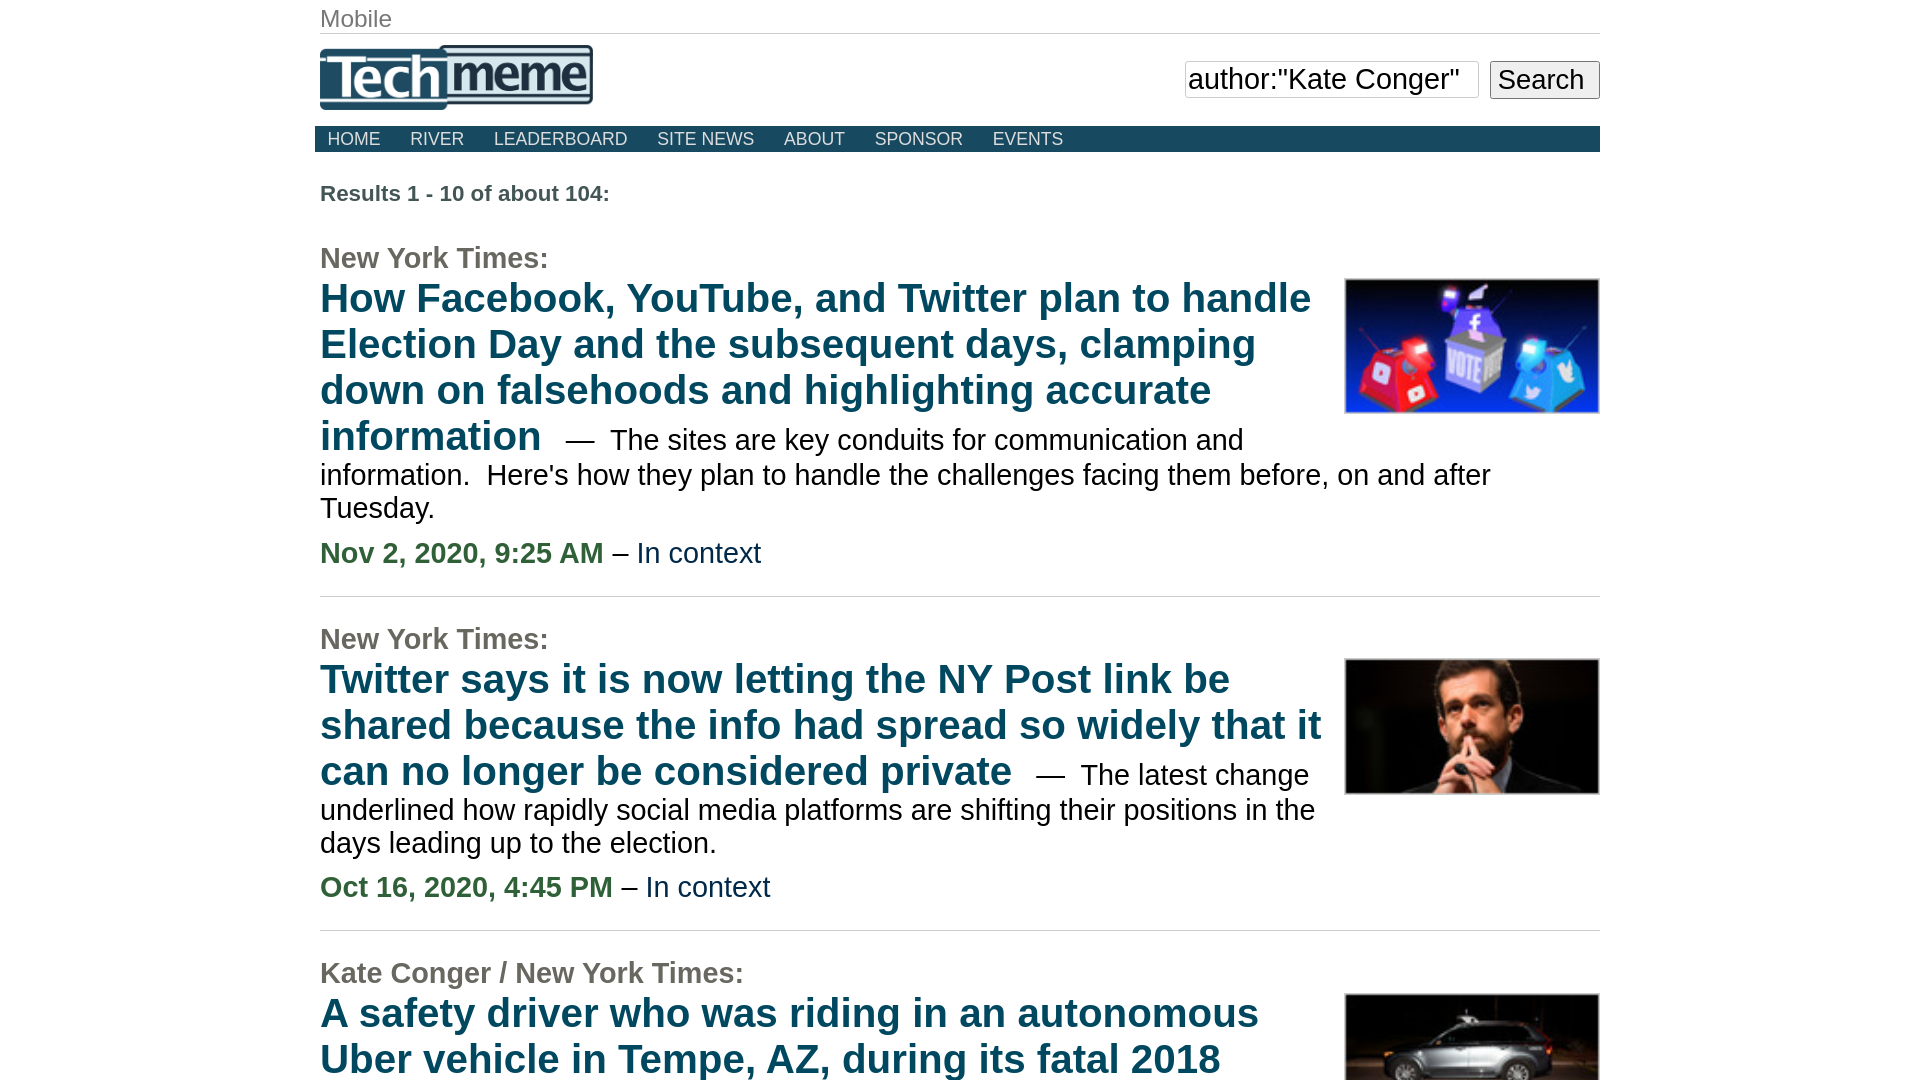 Mobile
Techmeme
author:"Kate Conger"
Search
HOME RIVER LEADERBOARD SITE NEWS ABOUT SPONSOR EVENTS
Results 1 - 10 of about 104:
New York Times:
How Facebook, YouTube, and Twitter plan to handle
Election Day and the subsequent days, clamping
down on falsehoods and highlighting accurate
information — The sites are key conduits for communication and
information. Here's how they plan to handle the challenges facing them before, on and after
Tuesday.
VOTE
Nov 2, 2020, 9:25 AM – In context
New York Times:
Twitter says it is now letting the NY Post link be
shared because the info had spread so widely that it
can no longer be considered private — The latest change
underlined how rapidly social media platforms are shifting their positions in the
days leading up to the election.
Oct 16, 2020, 4:45 PM – In context
Kate Conger / New York Times:
A safety driver who was riding in an autonomous
Uber vehicle in Tempe, AZ, during its fatal 2018